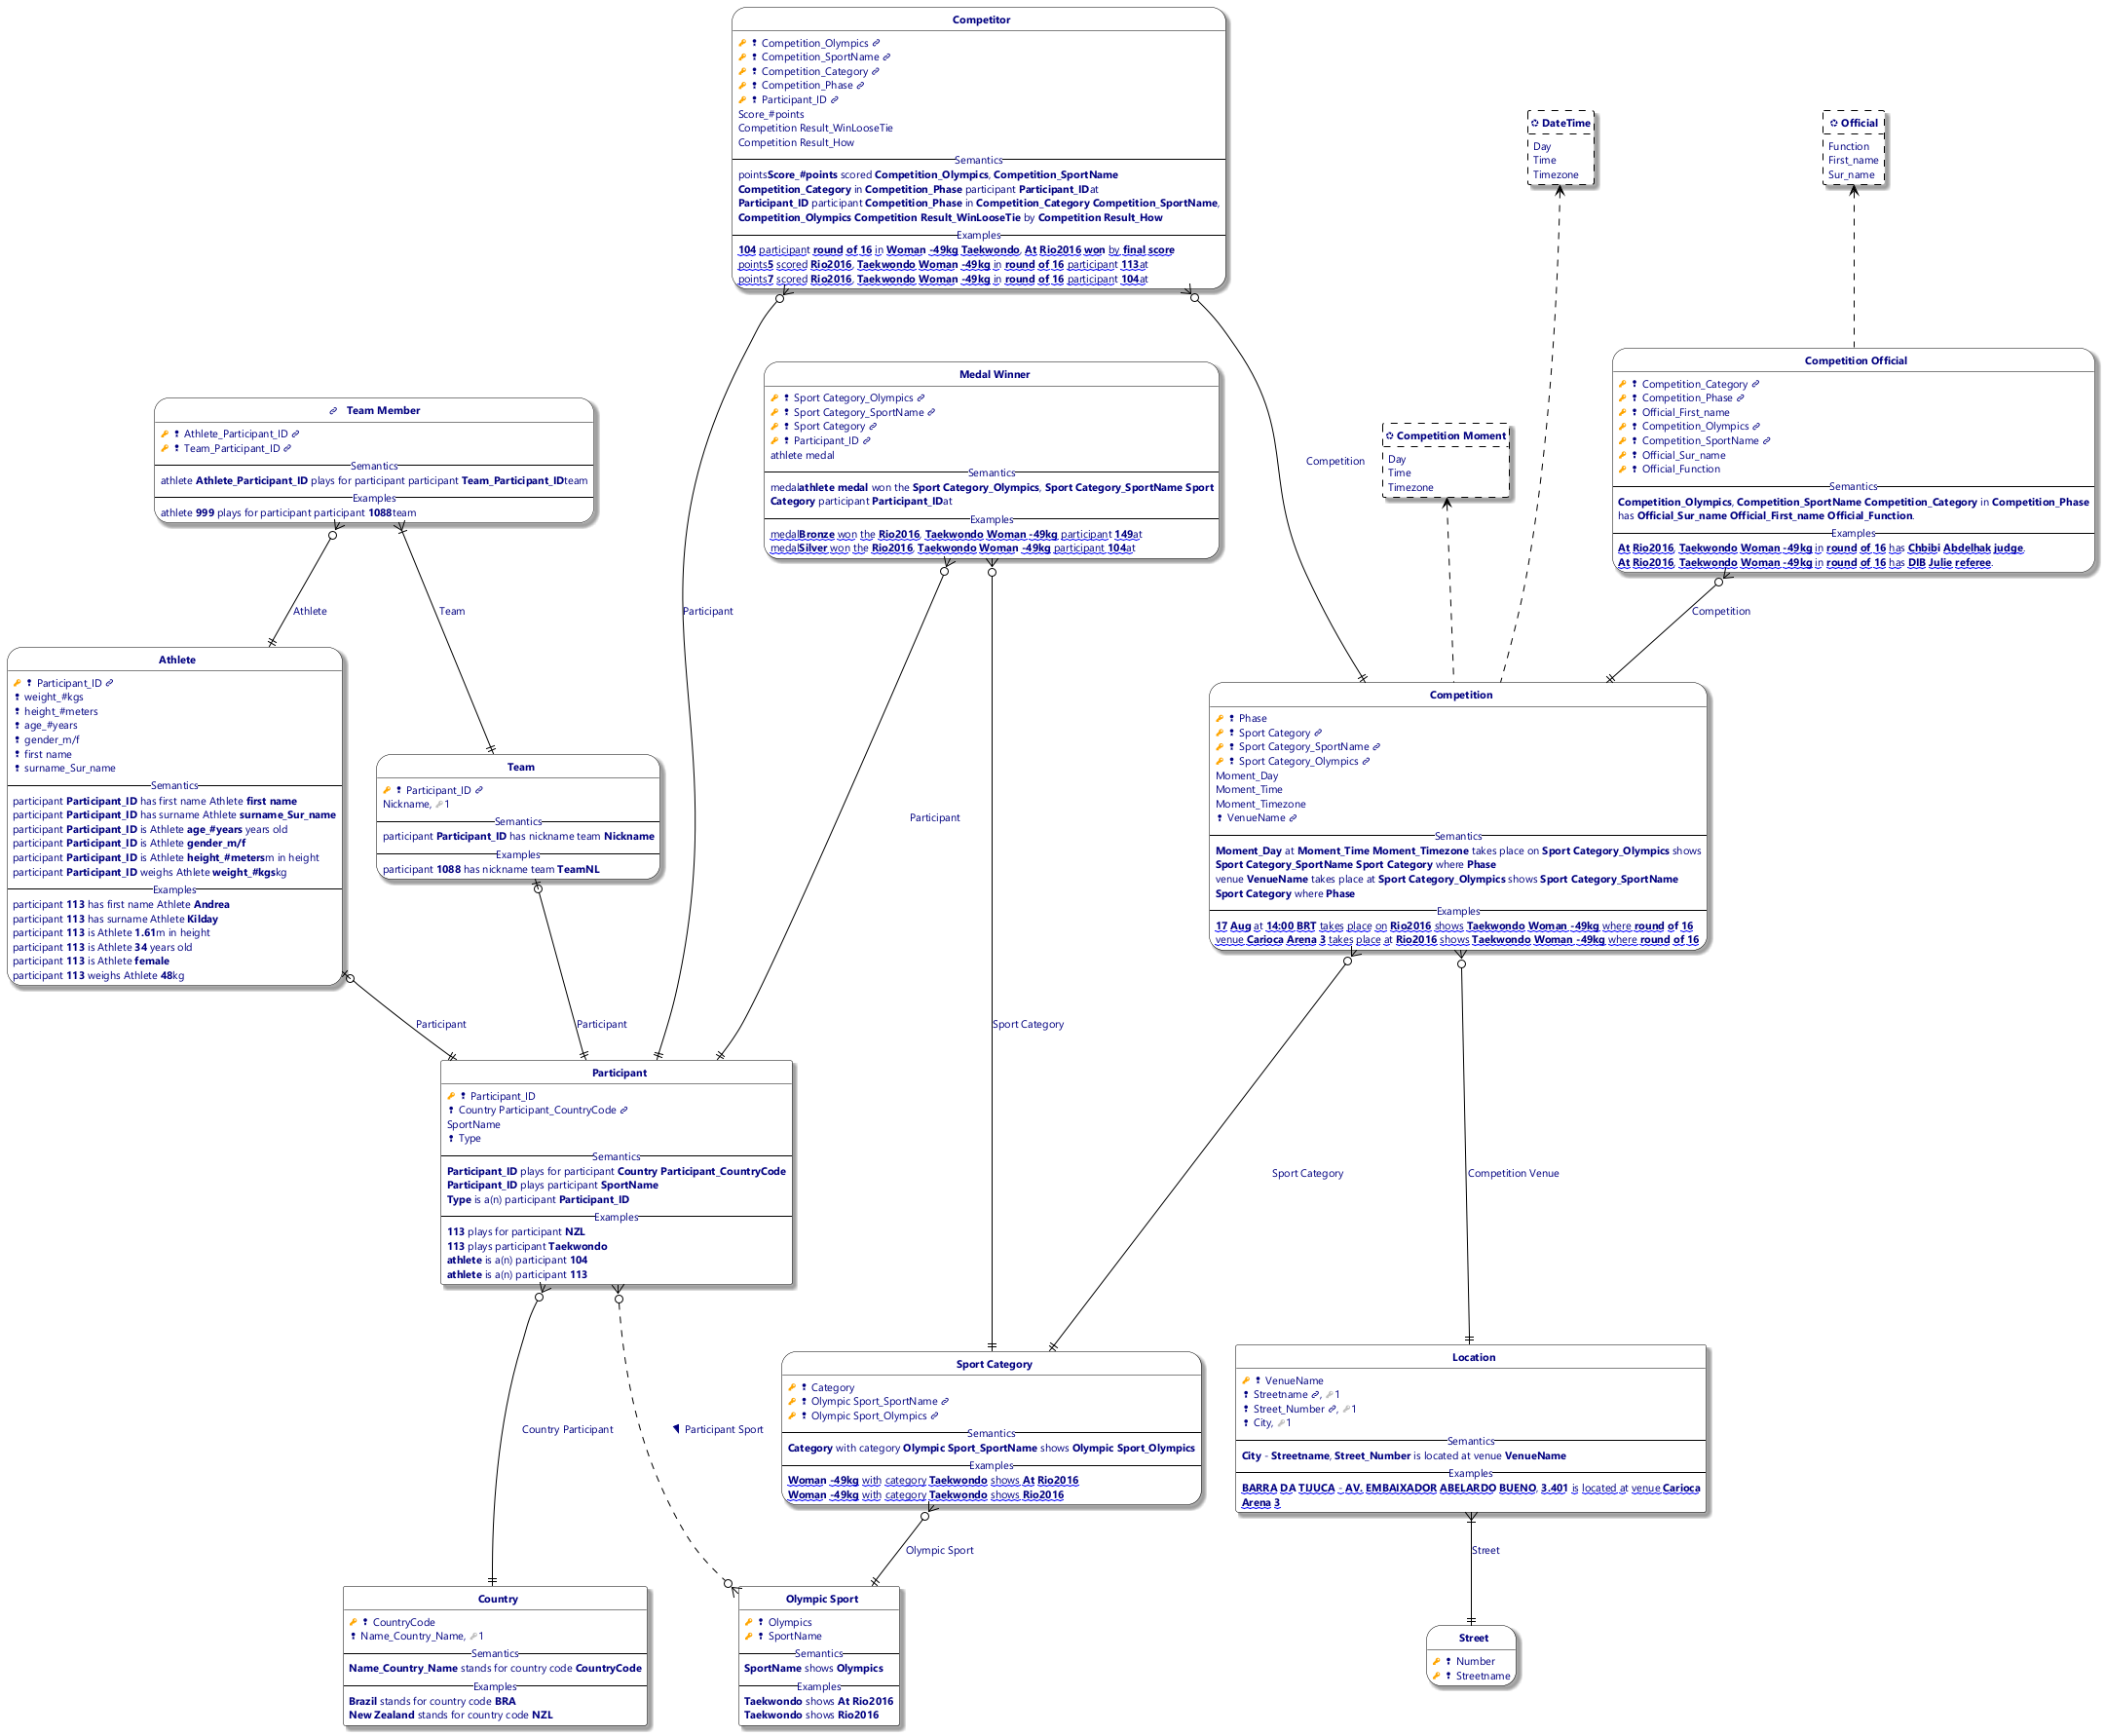 Competitor
Competition_Olympics
Competition_SportName
Competition_Category
Competition_Phase
Participant_ID
Score_#points
Competition Result_WinLooseTie
Competition Result_How
Semantics
pointsScore_#points scored Competition_Olympics, Competition_SportName
Competition_Category in Competition_Phase participant Participant_IDat
Participant_ID participant Competition_Phase in Competition_Category Competition_SportName,
Competition_Olympics Competition Result_WinLooseTie by Competition Result_How
Examples
104 participant round of 16 in Woman -49kg Taekwondo, At Rio2016 won by final score
points5 scored Rio2016, Taekwondo Woman -49kg in round of 16 participant 113at
points7 scored Rio2016, Taekwondo Woman -49kg in round of 16 participant 104at
DateTime
Day
Time
Timezone
Official
Function
First_name
Sur_name
Team Member
Athlete_Participant_ID
Team_Participant_ID
Semantics
athlete Athlete_Participant_ID plays for participant participant Team_Participant_IDteam
Examples
athlete 999 plays for participant participant 1088team
Medal Winner
Sport Category_Olympics
Sport Category_SportName
Sport Category
Participant_ID
athlete medal
Semantics
medalathlete medal won the Sport Category_Olympics, Sport Category_SportName Sport
Category participant Participant_IDat
Examples
medalBronze won the Rio2016, Taekwondo Woman -49kg participant 149at
medalSilver won the Rio2016, Taekwondo Woman -49kg participant 104at
Competition
Competition Moment
Day
Time
Timezone
Competition Official
Competition_Category
Competition_Phase
Official_First_name
Competition_Olympics
Competition_SportName
Official_Sur_name
Official_Function
Semantics
Competition_Olympics, Competition_SportName Competition_Category in Competition_Phase
has Official_Sur_name Official_First_name Official_Function.
Examples
At Rio2016, Taekwondo Woman -49kg in round of 16 has Chbibi Abdelhak judge.
At Rio2016, Taekwondo Woman -49kg in round of 16 has DIB Julie referee.
Athlete
Team
Participant
Competition
Athlete
Participant_ID
weight_#kgs
height_#meters
age_#years
gender_m/f
first name
surname_Sur_name
Semantics
participant Participant_ID has first name Athlete first name
participant Participant_ID has surname Athlete surname_Sur_name
participant Participant_ID is Athlete age_#years years old
participant Participant_ID is Athlete gender_m/f
participant Participant_ID is Athlete height_#metersm in height
participant Participant_ID weighs Athlete weight_#kgskg
Examples
participant 113 has first name Athlete Andrea
participant 113 has surname Athlete Kilday
participant 113 is Athlete 1.61m in height
participant 113 is Athlete 34 years old
participant 113 is Athlete female
participant 113 weighs Athlete 48kg
Team
Participant_ID
Nickname, 1
Semantics
participant Participant_ID has nickname team Nickname
Examples
participant 1088 has nickname team TeamNL
Participant
Competition
Phase
Sport Category
Sport Category_SportName
Sport Category_Olympics
Moment_Day
Moment_Time
Moment_Timezone
VenueName
Semantics
Moment_Day at Moment_Time Moment_Timezone takes place on Sport Category_Olympics shows
Sport Category_SportName Sport Category where Phase
venue VenueName takes place at Sport Category_Olympics shows Sport Category_SportName
Sport Category where Phase
Examples
17 Aug at 14:00 BRT takes place on Rio2016 shows Taekwondo Woman -49kg where round of 16
venue Carioca Arena 3 takes place at Rio2016 shows Taekwondo Woman -49kg where round of 16
Participant
Participant
Sport Category
Participant
Participant_ID
Country Participant_CountryCode
SportName
Type
Semantics
Participant_ID plays for participant Country Participant_CountryCode
Participant_ID plays participant SportName
Type is a(n) participant Participant_ID
Examples
113 plays for participant NZL
113 plays participant Taekwondo
athlete is a(n) participant 104
athlete is a(n) participant 113
Sport Category
Competition Venue
Country Participant
Participant Sport
Sport Category
Category
Olympic Sport_SportName
Olympic Sport_Olympics
Semantics
Category with category Olympic Sport_SportName shows Olympic Sport_Olympics
Examples
Woman -49kg with category Taekwondo shows At Rio2016
Woman -49kg with category Taekwondo shows Rio2016
Location
VenueName
Streetname , 1
Street_Number , 1
City, 1
Semantics
City - Streetname, Street_Number is located at venue VenueName
Examples
BARRA DA TIJUCA - AV. EMBAIXADOR ABELARDO BUENO, 3.401 is located at venue Carioca
Arena 3
Olympic Sport
Street
Country
CountryCode
Name_Country_Name, 1
Semantics
Name_Country_Name stands for country code CountryCode
Examples
Brazil stands for country code BRA
New Zealand stands for country code NZL
Olympic Sport
Olympics
SportName
Semantics
SportName shows Olympics
Examples
Taekwondo shows At Rio2016
Taekwondo shows Rio2016
Street
Number
Streetname